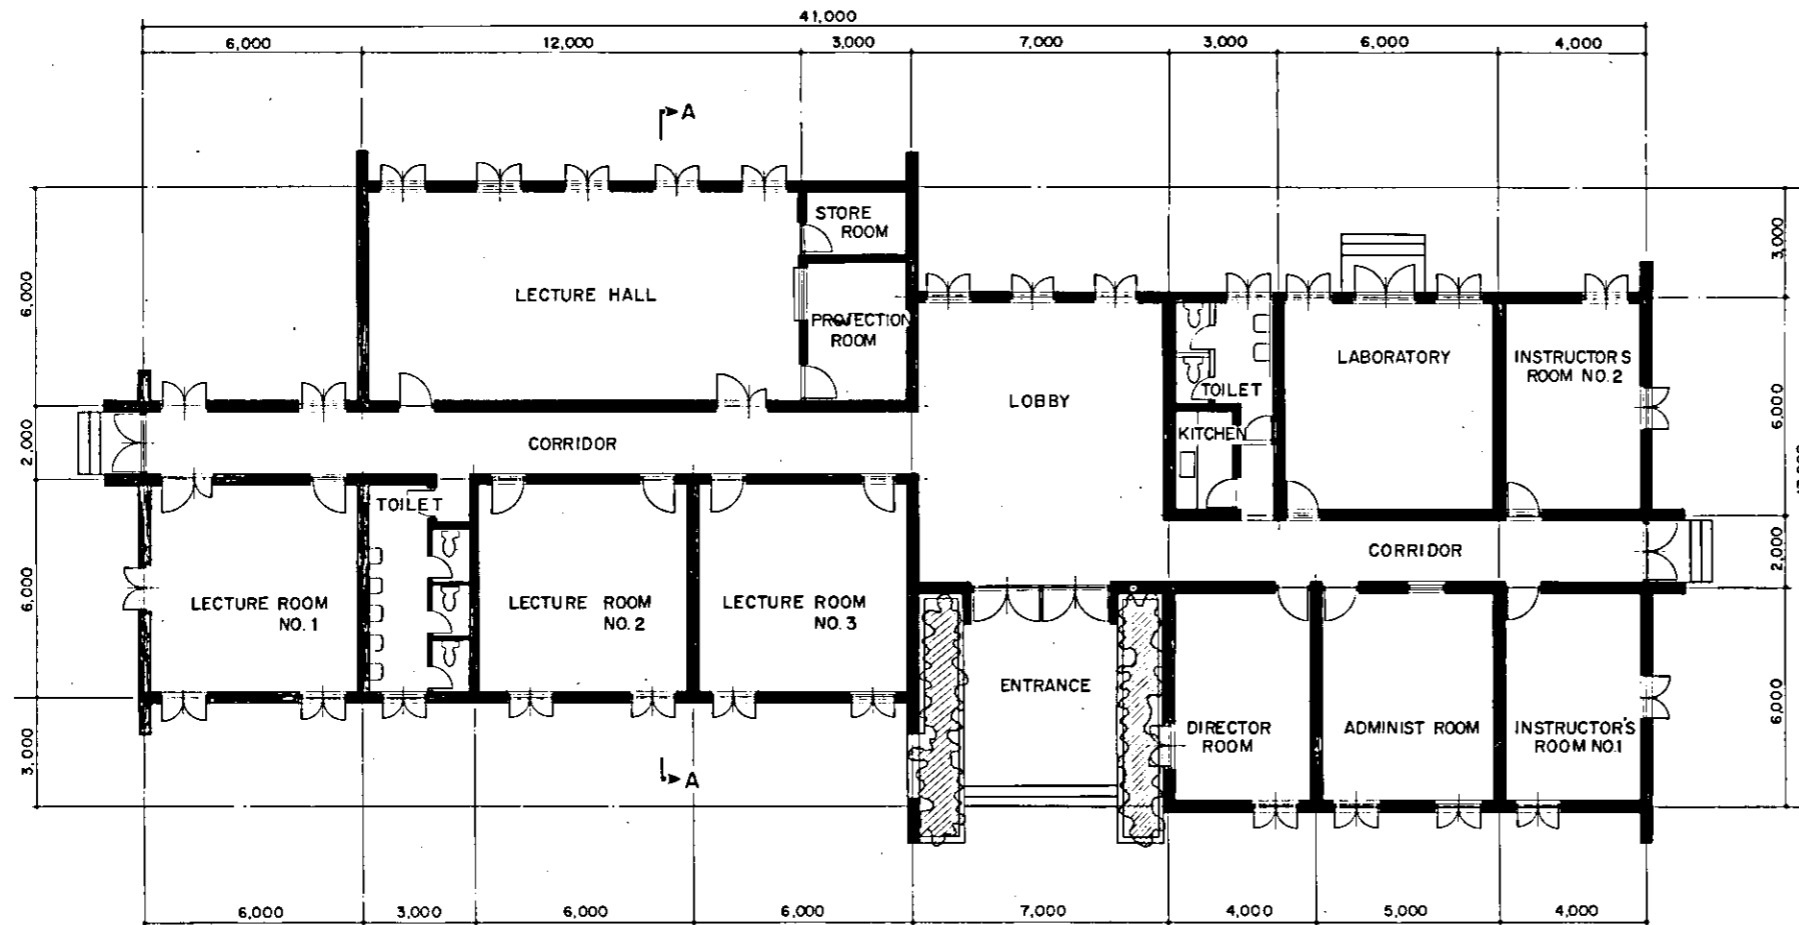 41,000
6,000
12,000
3,000
7,000
3,000
6,000
4,000
A
STORE
ROOM
3,000
6,000
LECTURE HALL
PROJECTION
ROOM
LABORATORY
INSTRUCTORS
ROOM NO.2
TOILET
LOBBY
6,000
KITCHEN
2,000
CORRIDOR
TOILET
CORRIDOR
2,000
6,000
LECTURE ROOM
NO.1
LECTURE ROOM
NO.2
LECTURE ROOM
NO.3
ENTRANCE
6,000
DIRECTOR
ROOM
ADMINIST ROOM
INSTRUCTOR'S
ROOM NO.1
3,000
A
6,000
3,000
6,000
6,000
7,000
4,000
5,000
4,000